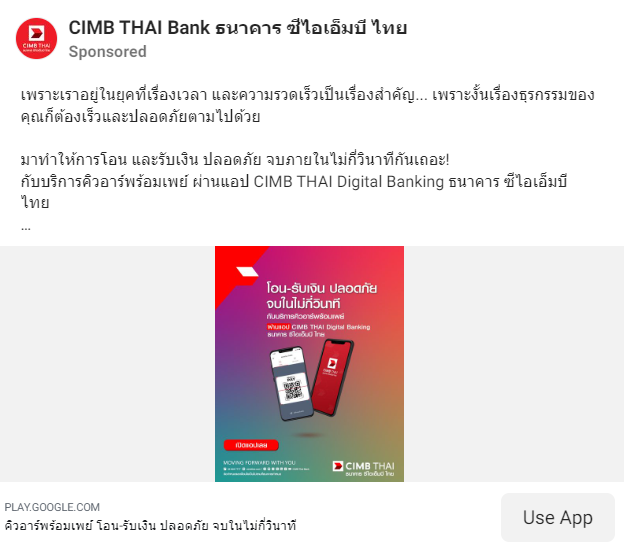 CIMB THAI Bank ธนาคาร ซีไอเอ็มบี ไทย
Sponsored
CIMB THAI
เพราะเราอยู่ในยุคที่เรื่องเวลา และความรวดเร็วเป็นเรื่องสำคัญ... เพราะงั้นเรื่องธุรกรรมของ
คุณก็ต้องเร็วและปลอดภัยตามไปด้วย
มาทำให้การโอน และรับเงิน ปลอดภัย จบภายในไม่กี่วินาทีกันเถอะ!
กับบริการคิวอาร์พร้อมเพย์ ผ่านแอป CIMB THAI Digital Banking ธนาคาร ซีไอเอ็มบี
ไทย
...
โอน-รับเงิน ปลอดภัย
จบในไม่กี่วินาที
กับบริการคิวอาร์พร้อมเพย์
ผ่านแอป CIMB THAI Digital Banking
ธนาคาร ซีไอเอ็มบี ไทย
CIMB THAI
เปิดแอปเลย
MOVING FORWARD WITH YOU
CIMB THAI
ธนาคาร ซีไอเอ็มบี ไทย
PLAY.GOOGLE.COM
คิวอาร์พร้อมเพย์ โอน-รับเงิน ปลอดภัย จบในไม่กี่วินาที
Use App